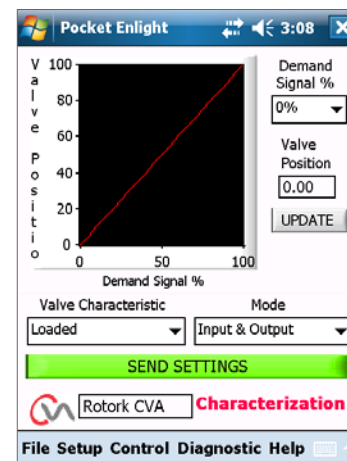 Pocket Enlight 3:08
Valve Positio
100
80
60
40
20
0
0 50 100
Demand Signal %
Demand
Signal %
0%
Valve
Position
0.00
UPDATE
Valve Characteristic Mode
Loaded Input & Output
SEND SETTINGS
Rotork CVA Characterization
File Setup Control Diagnostic Help